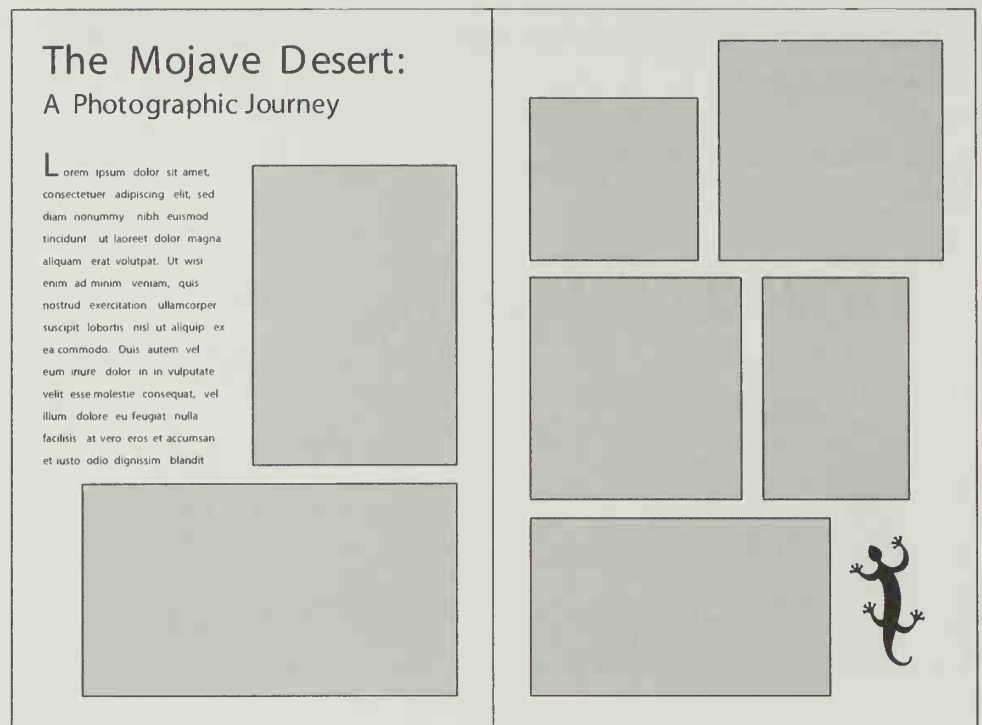 The Mojave Desert:
A Photographic Journey
Lorem ipsum dolor sit amet,
consectetuer adipiscing elit, sed
diam nonummy nibh euismod
tincidunt ut laoreet dolor magna
aliquam erat volutpat. Ut wisi
enim ad minim veniam, quis
nostrud exercitation ullamcorper
suscipit lobortis nisl ut aliquip ex
ea commodo. Duis autem vel
eum iriure dolor in in vulputate
velit esse molestie consequat, vel
illum dolore eu feugiat nulla
facilisis at vero eros et accumsan
et iusto odio dignissim blandit